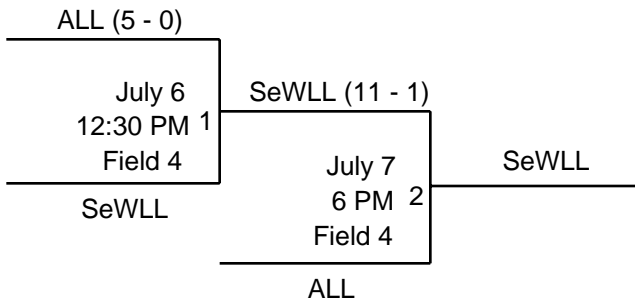 ALL (5 - 0)
July 6
12:30 PM 1
Field 4
SeWLL
SeWLL (11 - 1)
July 7
6 PM 2
Field 4
ALL
SeWLL